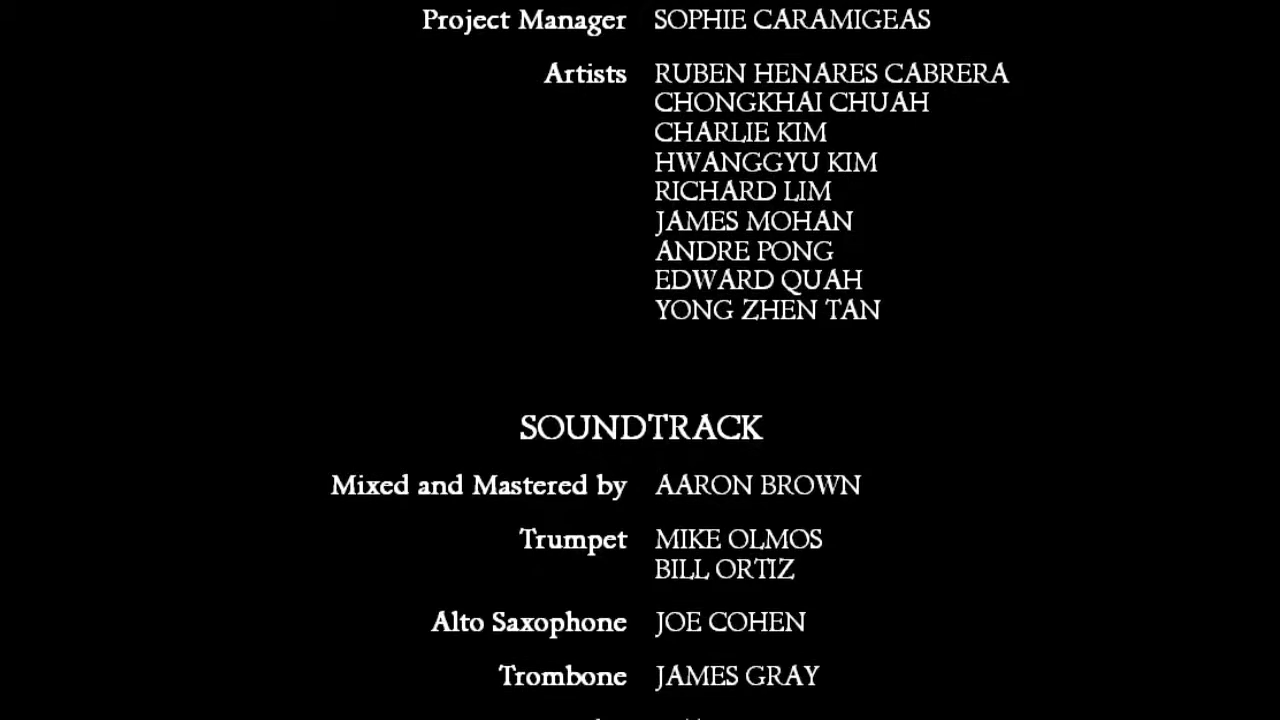 Project Manager SOPHIE CARAMIGEAS
Artists RUBEN HENARES CABRERA
CHONGKHAI CHUAH
CHARLIE KIM
HWANGGYU KIM
RICHARD LIM
JAMES MOHAN
ANDRE PONG
EDWARD QUAH
YONG ZHEN TAN
SOUNDTRACK
Mixed and Mastered by AARON BROWN
Trumpet MIKE OLMOS
BILL ORTIZ
Alto Saxophone JOE COHEN
Trombone JAMES GRAY